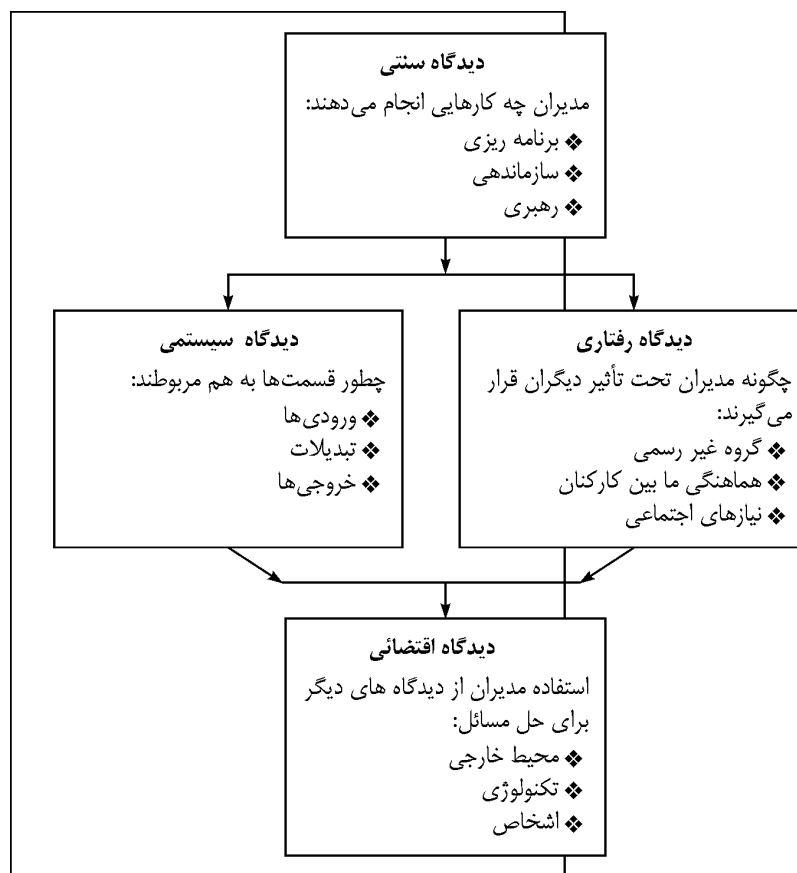 دیدگاه سنتی
مدیران چه کارهایی انجام می‌دهند:
❖ برنامه ریزی
❖ سازماندهی
❖ رهبری
دیدگاه رفتاری
چگونه مدیران تحت تأثیر دیگران قرار
می‌گیرند:
❖ گروه غیر رسمی
❖ هماهنگی ما بین کارکنان
❖ نیازهای اجتماعی
دیدگاه سیستمی
چطور قسمت‌ها به هم مربوطند:
❖ ورودی‌ها
❖ تبدیلات
❖ خروجی‌ها
دیدگاه اقتضائی
استفاده مدیران از دیدگاه های دیگر
برای حل مسائل:
❖ محیط خارجی
❖ تکنولوژی
❖ اشخاص